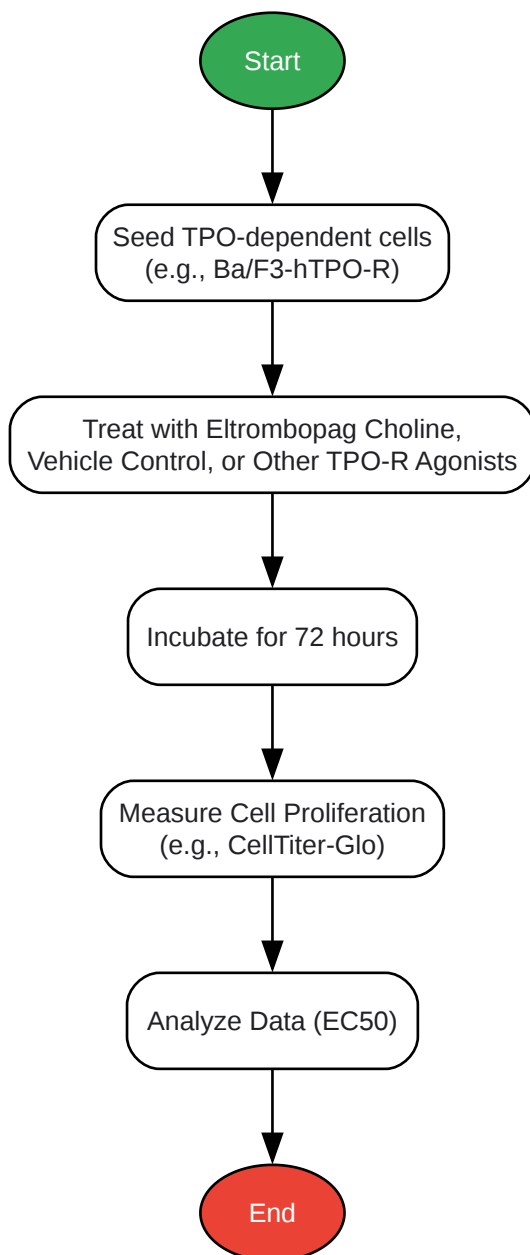 Start
Seed TPO-dependent cells
(e.g., Ba/F3-hTPO-R)
Treat with Eltrombopag Choline,
Vehicle Control, or Other TPO-R Agonists
Incubate for 72 hours
Measure Cell Proliferation
(e.g., CellTiter-Glo)
Analyze Data (EC50)
End